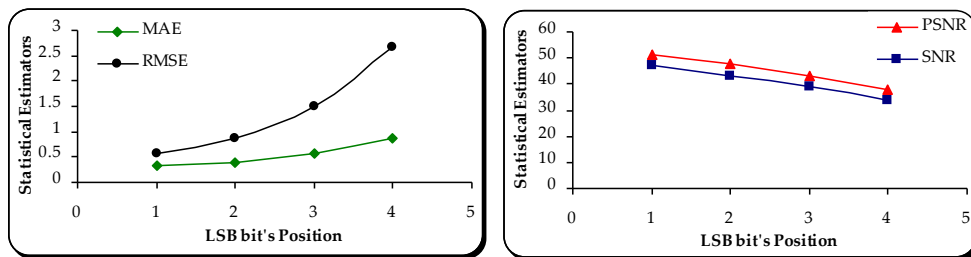 3
2.5
2
1.5
1
0.5
0
MAE
RMSE
Statistical Estimators
0 1 2 3 4 5
LSB bit's Position
60
50
40
30
20
10
0
PSNR
SNR
Statistical Estimators
0 1 2 3 4 5
LSB bit's Position